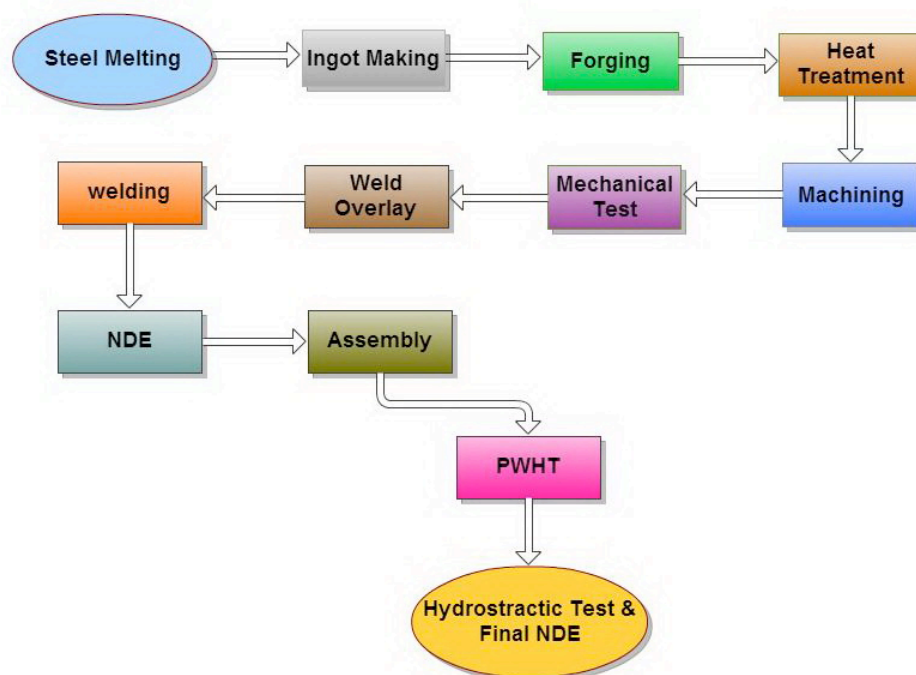 Steel Melting
Ingot Making
Forging
Heat
Treatment
Machining
Mechanical
Test
Weld
Overlay
welding
NDE
Assembly
PWHT
Hydrostractic Test &
Final NDE